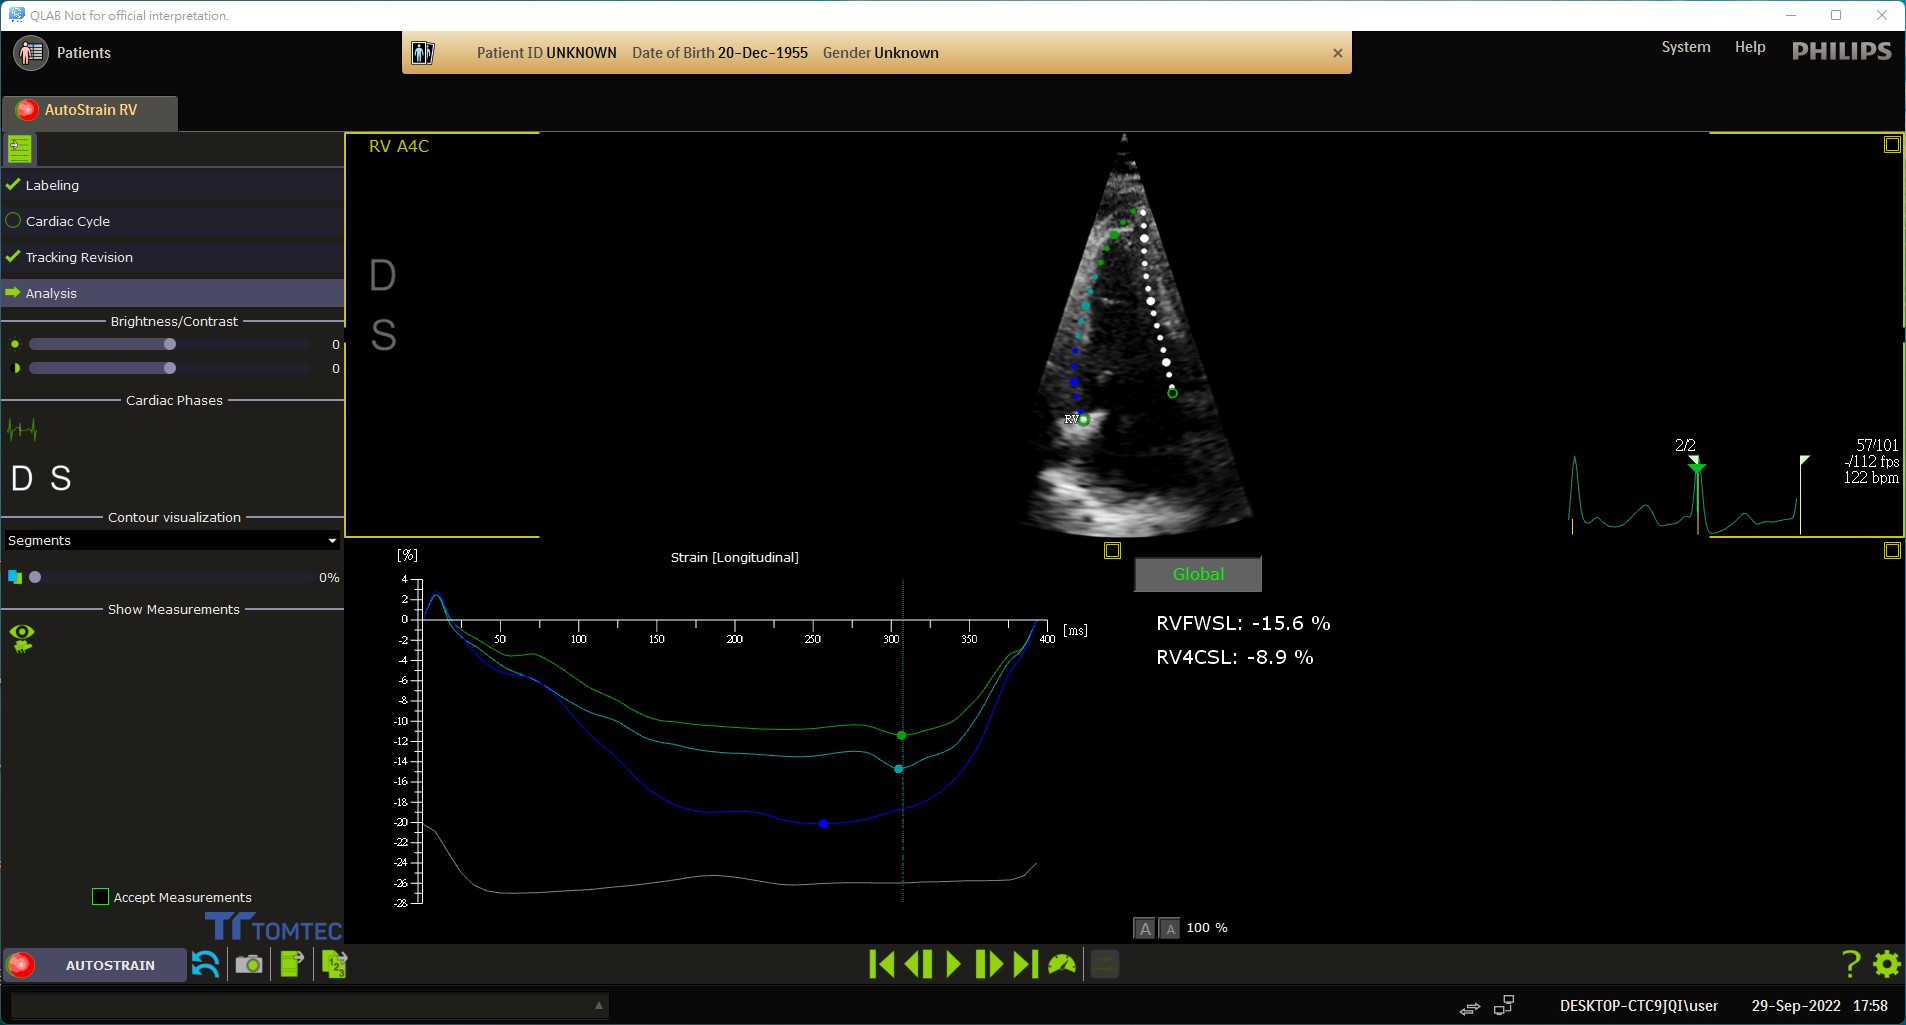 QLAB Not for official interpretation.
Patients
Patient ID UNKNOWN Date of Birth 20-Dec-1955 Gender Unknown
System Help PHILIPS
AutoStrain RV
Labeling
Cardiac Cycle
Tracking Revision
Analysis
Brightness/Contrast
0
0
Cardiac Phases
D S
Contour visualization
Segments
0%
Show Measurements
Accept Measurements
TOMTEC
RV A4C
D
S
RV
2/2
57/101
-/112 fps
122 bpm
[%]
Strain [Longitudinal]
4
2
0
-2
-4
-6
-8
-10
-12
-14
-16
-18
-20
-22
-24
-26
-28
50 100 150 200 250 300 350 400 [ms]
Global
RVFWSL: -15.6 %
RV4CSL: -8.9 %
A A 100 %
AUTOSTRAIN
123
?
DESKTOP-CTC9JQI\user 29-Sep-2022 17:58